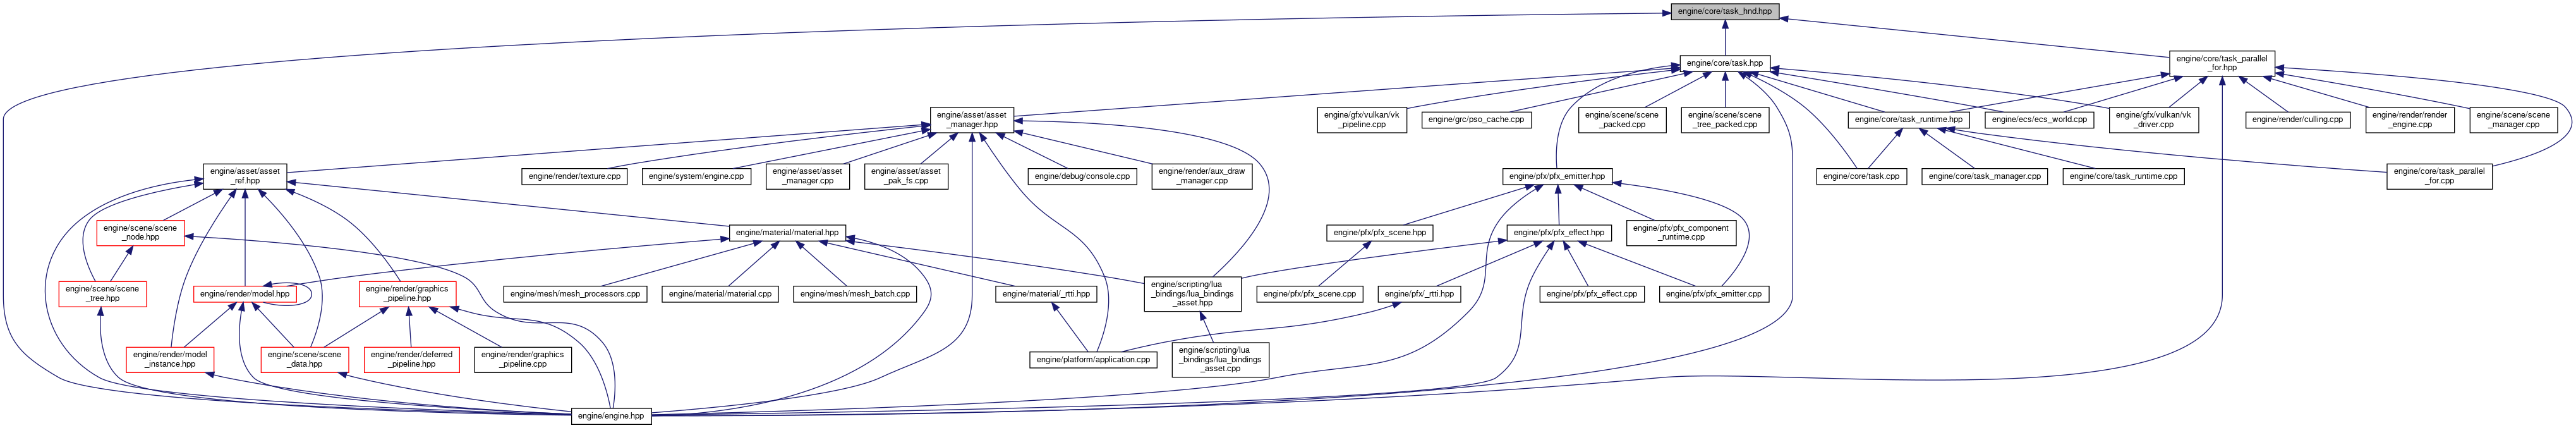 engine/core/task_hnd.hpp
engine/core/task.hpp
engine/core/task_parallel
_for.hpp
engine/asset/asset
_manager.hpp
engine/gfx/vulkan/vk
_pipeline.cpp
engine/grc/pso_cache.cpp
engine/scene/scene
_packed.cpp
engine/scene/scene
_tree_packed.cpp
engine/core/task_runtime.hpp
engine/ecs/ecs_world.cpp
engine/gfx/vulkan/vk
_driver.cpp
engine/render/culling.cpp
engine/render/render
_engine.cpp
engine/scene/scene
_manager.cpp
engine/asset/asset
_ref.hpp
engine/render/texture.cpp
engine/system/engine.cpp
engine/asset/asset
_manager.cpp
engine/asset/asset
_pak_fs.cpp
engine/debug/console.cpp
engine/render/aux_draw
_manager.cpp
engine/pfx/pfx_emitter.hpp
engine/core/task.cpp
engine/core/task_manager.cpp
engine/core/task_runtime.cpp
engine/core/task_parallel
_for.cpp
engine/scene/scene
_node.hpp
engine/material/material.hpp
engine/pfx/pfx_scene.hpp
engine/pfx/pfx_effect.hpp
engine/pfx/pfx_component
_runtime.cpp
engine/scene/scene
_tree.hpp
engine/render/model.hpp
engine/render/graphics
_pipeline.hpp
engine/mesh/mesh_processors.cpp
engine/material/material.cpp
engine/mesh/mesh_batch.cpp
engine/material/_rtti.hpp
engine/scripting/lua
_bindings/lua_bindings
_asset.hpp
engine/pfx/pfx_scene.cpp
engine/pfx/_rtti.hpp
engine/pfx/pfx_effect.cpp
engine/pfx/pfx_emitter.cpp
engine/render/model
_instance.hpp
engine/scene/scene
_data.hpp
engine/render/deferred
_pipeline.hpp
engine/render/graphics
_pipeline.cpp
engine/platform/application.cpp
engine/scripting/lua
_bindings/lua_bindings
_asset.cpp
engine/engine.hpp